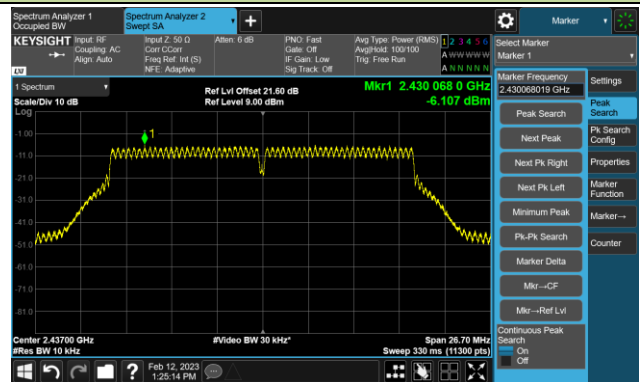 Spectrum Analyzer 1
Occupied BW
Spectrum Analyzer 2
Swept SA
Marker
KEYSIGHT
Input: RF
Coupling: AC
Align: Auto
Input Z: 50 Ω
Corr CCorr
Freq Ref: Int (S)
NFE: Adaptive
Atten: 6 dB
PNO: Fast
Gate: Off
IF Gain: Low
Sig Track: Off
Avg Type: Power (RMS)
Avg|Hold: 100/100
Trig: Free Run
1 2 3 4 5 6
A W W W W W
A N N N N N
LXI
Select Marker
Marker 1
1 Spectrum
Scale/Div 10 dB
Log
Ref Lvl Offset 21.60 dB
Ref Level 9.00 dBm
Mkr1 2.430 068 0 GHz
-6.107 dBm
1
-1.00
-11.0
-21.0
-31.0
-41.0
-51.0
-61.0
-71.0
-81.0
Center 2.43700 GHz
#Res BW 10 kHz
#Video BW 30 kHz*
Span 26.70 MHz
Sweep 330 ms (11300 pts)
Marker Frequency
2.430068019 GHz
Peak Search
Next Peak
Next Pk Right
Next Pk Left
Minimum Peak
Pk-Pk Search
Marker Delta
Mkr→CF
Mkr→Ref Lvl
Continuous Peak
Search
On
Off
Settings
Peak
Search
Pk Search
Config
Properties
Marker
Function
Marker→
Counter
Feb 12, 2023
1:25:14 PM